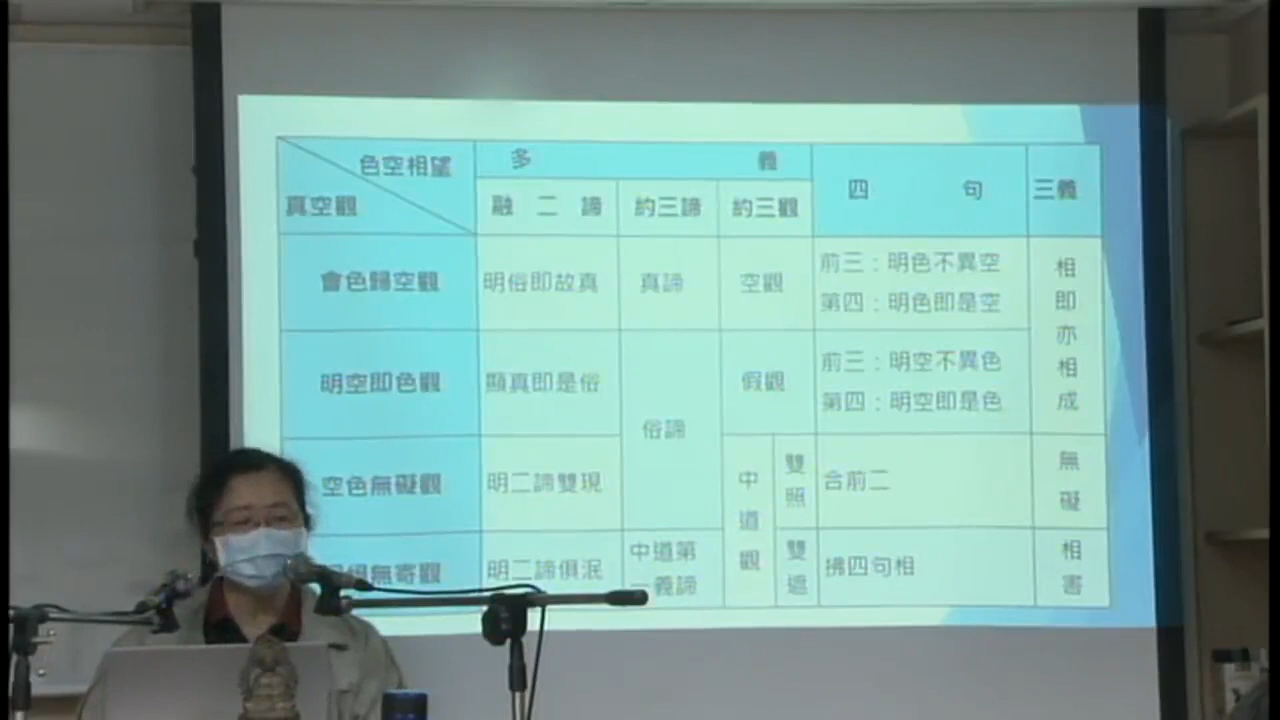 色空相望
真空觀
多 義
融 二 諦
約三諦
約三觀
四 句
三義
會色歸空觀
明俗即故真
真諦
空觀
前三：明色不異空
第四：明色即是空
相即亦相成
明空即色觀
顯真即是俗
俗諦
假觀
前三：明空不異色
第四：明空即是色
空色無礙觀
明二諦雙現
中道觀
雙照
合前二
無礙
絕無寄觀
明二諦俱泯
中道第
一義諦
雙遮
拂四句相
相害